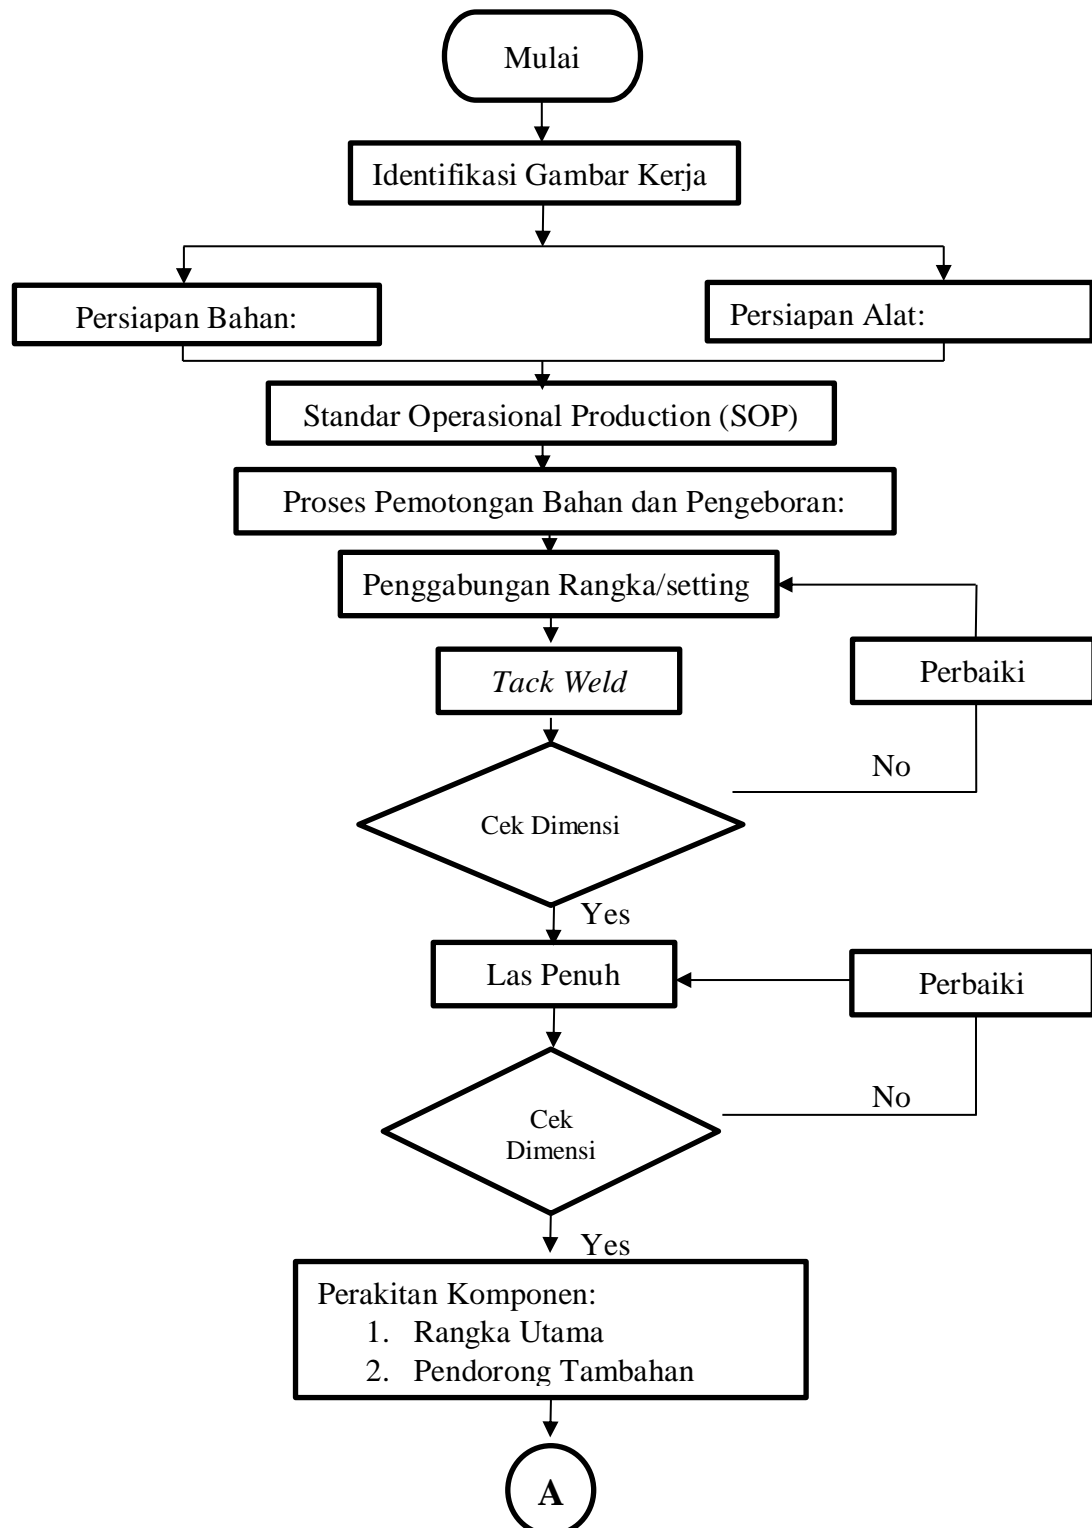 Mulai
Identifikasi Gambar Kerja
Persiapan Bahan:
Persiapan Alat:
Standar Operasional Production (SOP)
Proses Pemotongan Bahan dan Pengeboran:
Penggabungan Rangka/setting
Tack Weld
Perbaiki
No
Cek Dimensi
Yes
Las Penuh
Perbaiki
No
Cek
Dimensi
Yes
Perakitan Komponen:
1. Rangka Utama
2. Pendorong Tambahan
A